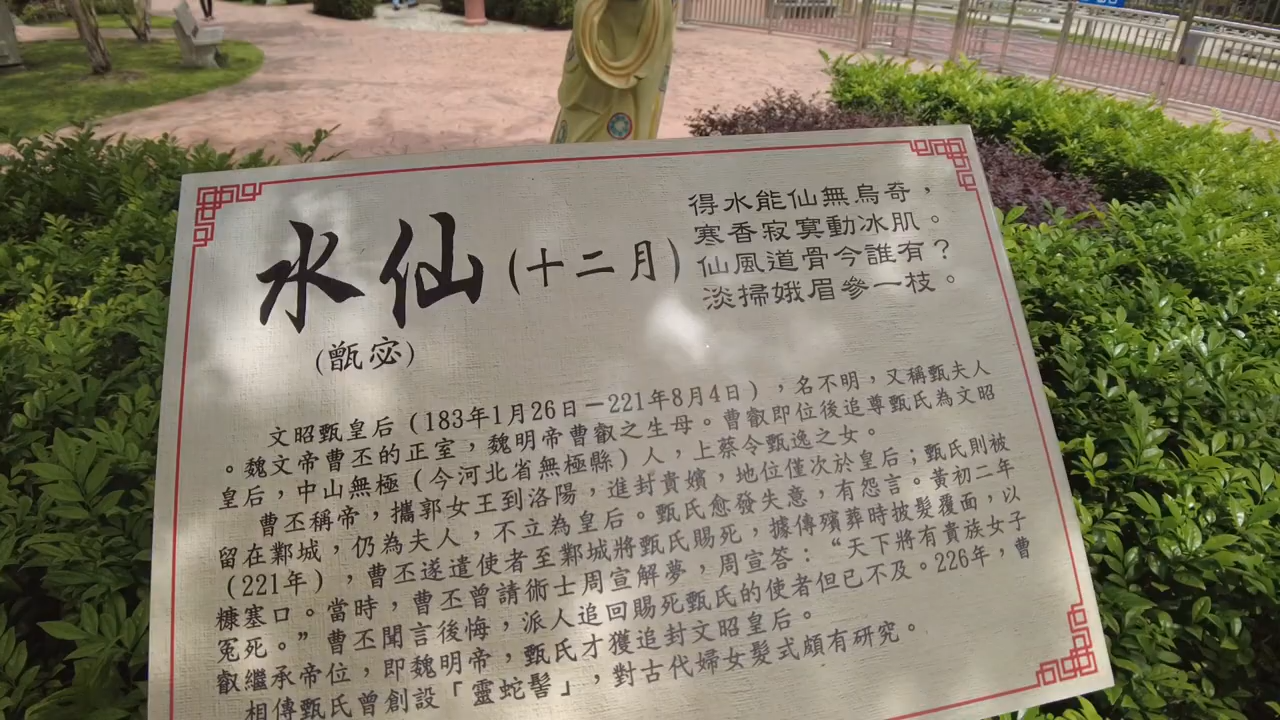 水仙(十二月)
(甑宓)
得水能仙無烏奇，
寒香寂寞動冰肌。
仙風道骨今誰有？
淡掃娥眉參一枝。
文昭甄皇后（183年1月26日－221年8月4日），名不明，又稱甄夫人
。魏文帝曹丕的正室，魏明帝曹叡之生母。曹叡即位後追尊甄氏為文昭
皇后，中山無極（今河北省無極縣）人，上蔡令甄逸之女。
曹丕稱帝，攜郭女王到洛陽，進封貴嬪，地位僅次於皇后；甄氏則被
留在鄴城，仍為夫人，不立為皇后。甄氏愈發失意，有怨言。黃初二年
（221年），曹丕遂遣使者至鄴城將甄氏賜死，據傳殯葬時披髮覆面，以
糠塞口。當時，曹丕曾請術士周宣解夢，周宣答：“天下將有貴族女子
冤死。”曹丕聞言後悔，派人追回賜死甄氏的使者但已不及。226年，曹
叡繼承帝位，即魏明帝，甄氏才獲追封文昭皇后。
相傳甄氏曾創設「靈蛇髻」，對古代婦女髮式頗有研究。